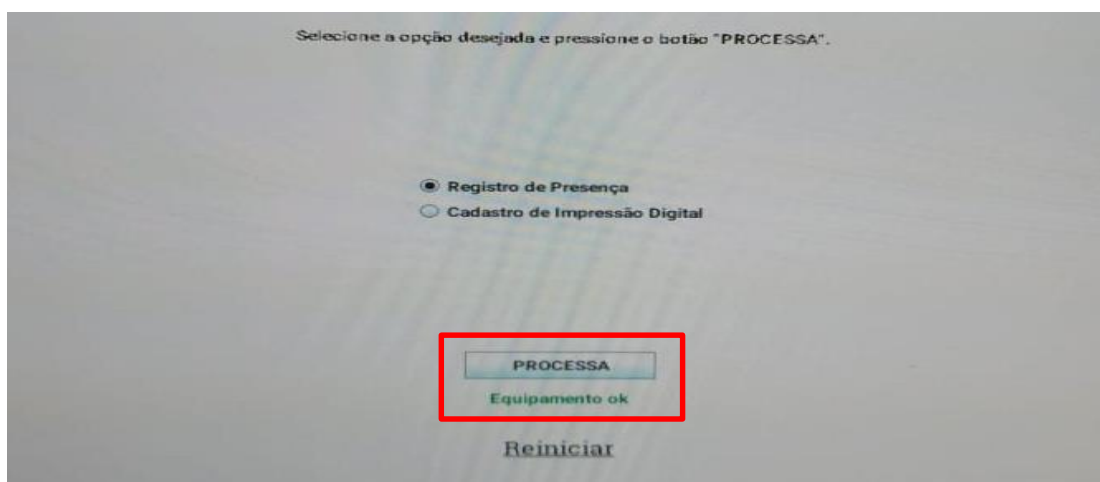 Selecione a opção desejada e pressione o botão "PROCESSA".
Registro de Presença
Cadastro de Impressão Digital
PROCESSA
Equipamento ok
Reiniciar